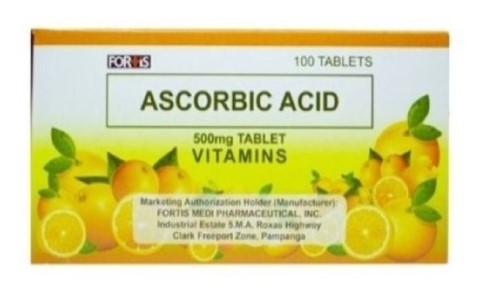 FORTIS
100 TABLETS
ASCORBIC ACID
500mg TABLET
VITAMINS
Marketing Authorization Holder (Manufacturer):
FORTIS MEDI PHARMACEUTICAL, INC.
Industrial Estate 5.M.A. Roxas Highway
Clark Freeport Zone, Pampanga